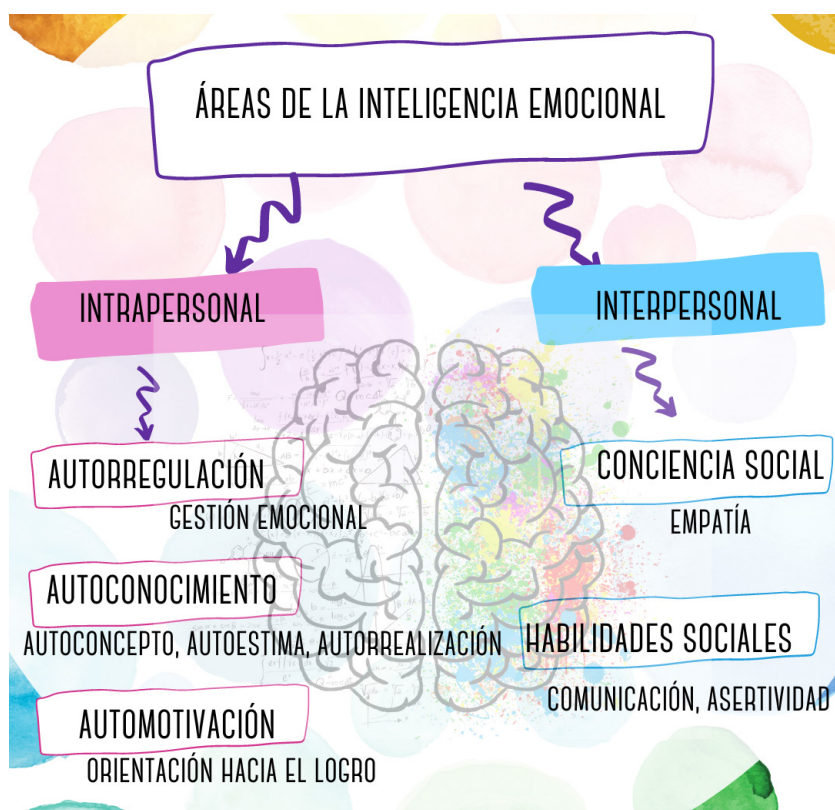 ÁREAS DE LA INTELIGENCIA EMOCIONAL
INTRAPERSONAL
AUTORREGULACIÓN
GESTIÓN EMOCIONAL
AUTOCONOCIMIENTO
AUTOCONCEPTO, AUTOESTIMA, AUTORREALIZACIÓN
AUTOMOTIVACIÓN
ORIENTACIÓN HACIA EL LOGRO
INTERPERSONAL
CONCIENCIA SOCIAL
EMPATÍA
HABILIDADES SOCIALES
COMUNICACIÓN, ASERTIVIDAD